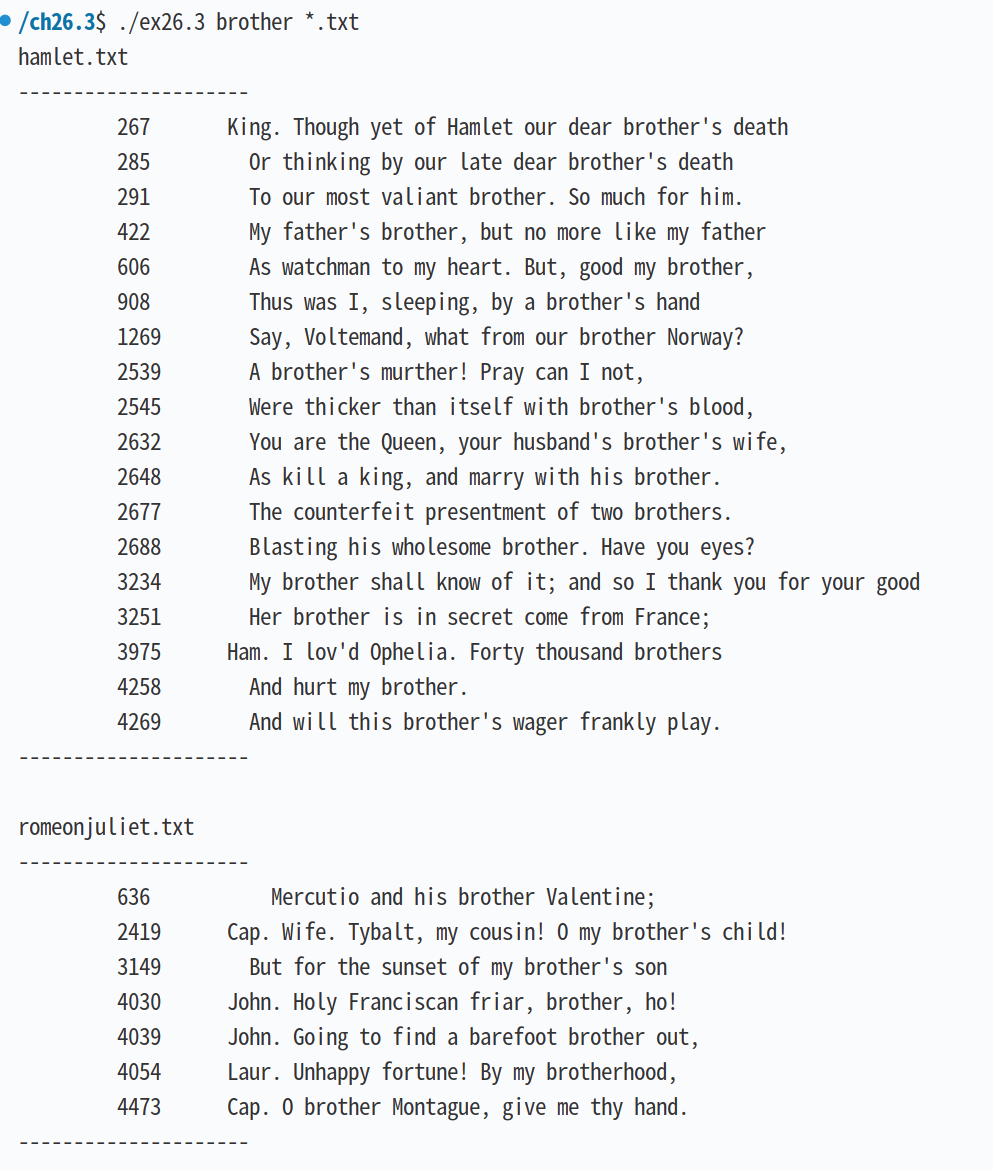 /ch26.3$ ./ex26.3 brother *.txt
hamlet.txt
---------------------
267 King. Though yet of Hamlet our dear brother's death
285 Or thinking by our late dear brother's death
291 To our most valiant brother. So much for him.
422 My father's brother, but no more like my father
606 As watchman to my heart. But, good my brother,
908 Thus was I, sleeping, by a brother's hand
1269 Say, Voltemand, what from our brother Norway?
2539 A brother's murther! Pray can I not,
2545 Were thicker than itself with brother's blood,
2632 You are the Queen, your husband's brother's wife,
2648 As kill a king, and marry with his brother.
2677 The counterfeit presentment of two brothers.
2688 Blasting his wholesome brother. Have you eyes?
3234 My brother shall know of it; and so I thank you for your good
3251 Her brother is in secret come from France;
3975 Ham. I lov'd Ophelia. Forty thousand brothers
4258 And hurt my brother.
4269 And will this brother's wager frankly play.
---------------------
romeonjuliet.txt
---------------------
636 Mercutio and his brother Valentine;
2419 Cap. Wife. Tybalt, my cousin! O my brother's child!
3149 But for the sunset of my brother's son
4030 John. Holy Franciscan friar, brother, ho!
4039 John. Going to find a barefoot brother out,
4054 Laur. Unhappy fortune! By my brotherhood,
4473 Cap. O brother Montague, give me thy hand.
---------------------